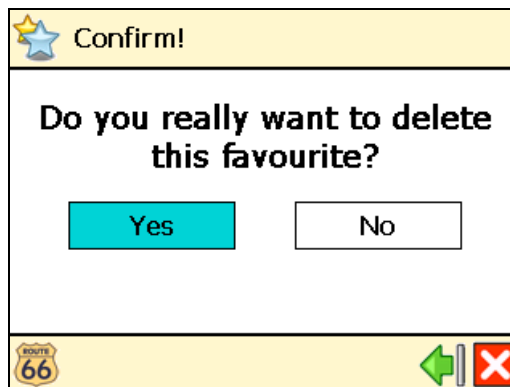 Confirm!
Do you really want to delete
this favourite?
Yes No
ROUTE
66